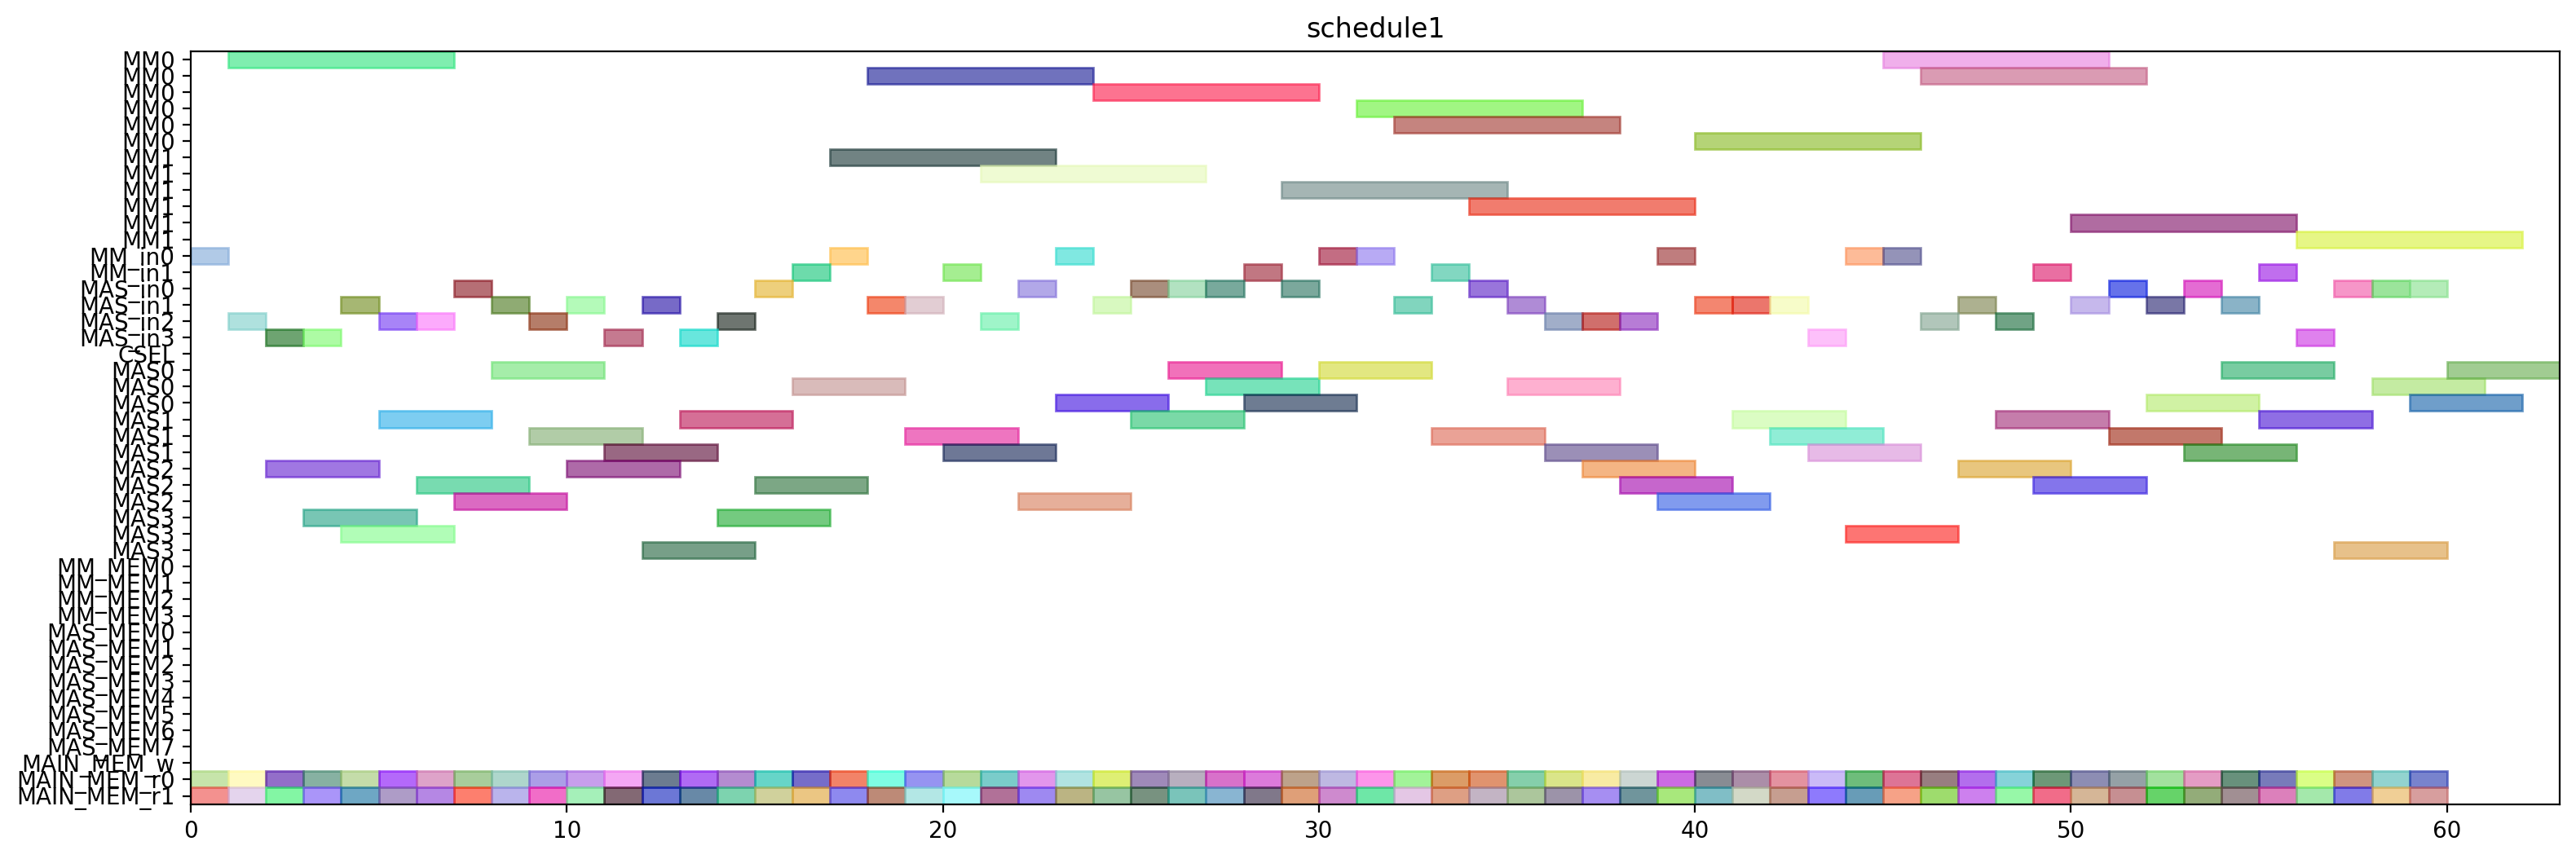 schedule1
MM0
MM0
MM0
MM0
MM0
MM0
MM1
MM1
MM1
MM1
MM1
MM1
MM_in0
MM_in1
MAS_in0
MAS_in1
MAS_in2
MAS_in3
CSEL
MAS0
MAS0
MAS0
MAS1
MAS1
MAS1
MAS2
MAS2
MAS2
MAS3
MAS3
MAS3
MM_MEM0
MM_MEM1
MM_MEM2
MM_MEM3
MAS_MEM0
MAS_MEM1
MAS_MEM2
MAS_MEM3
MAS_MEM4
MAS_MEM5
MAS_MEM6
MAS_MEM7
MAIN_MEM_w
MAIN_MEM_r0
MAIN_MEM_r1
0 10 20 30 40 50 60